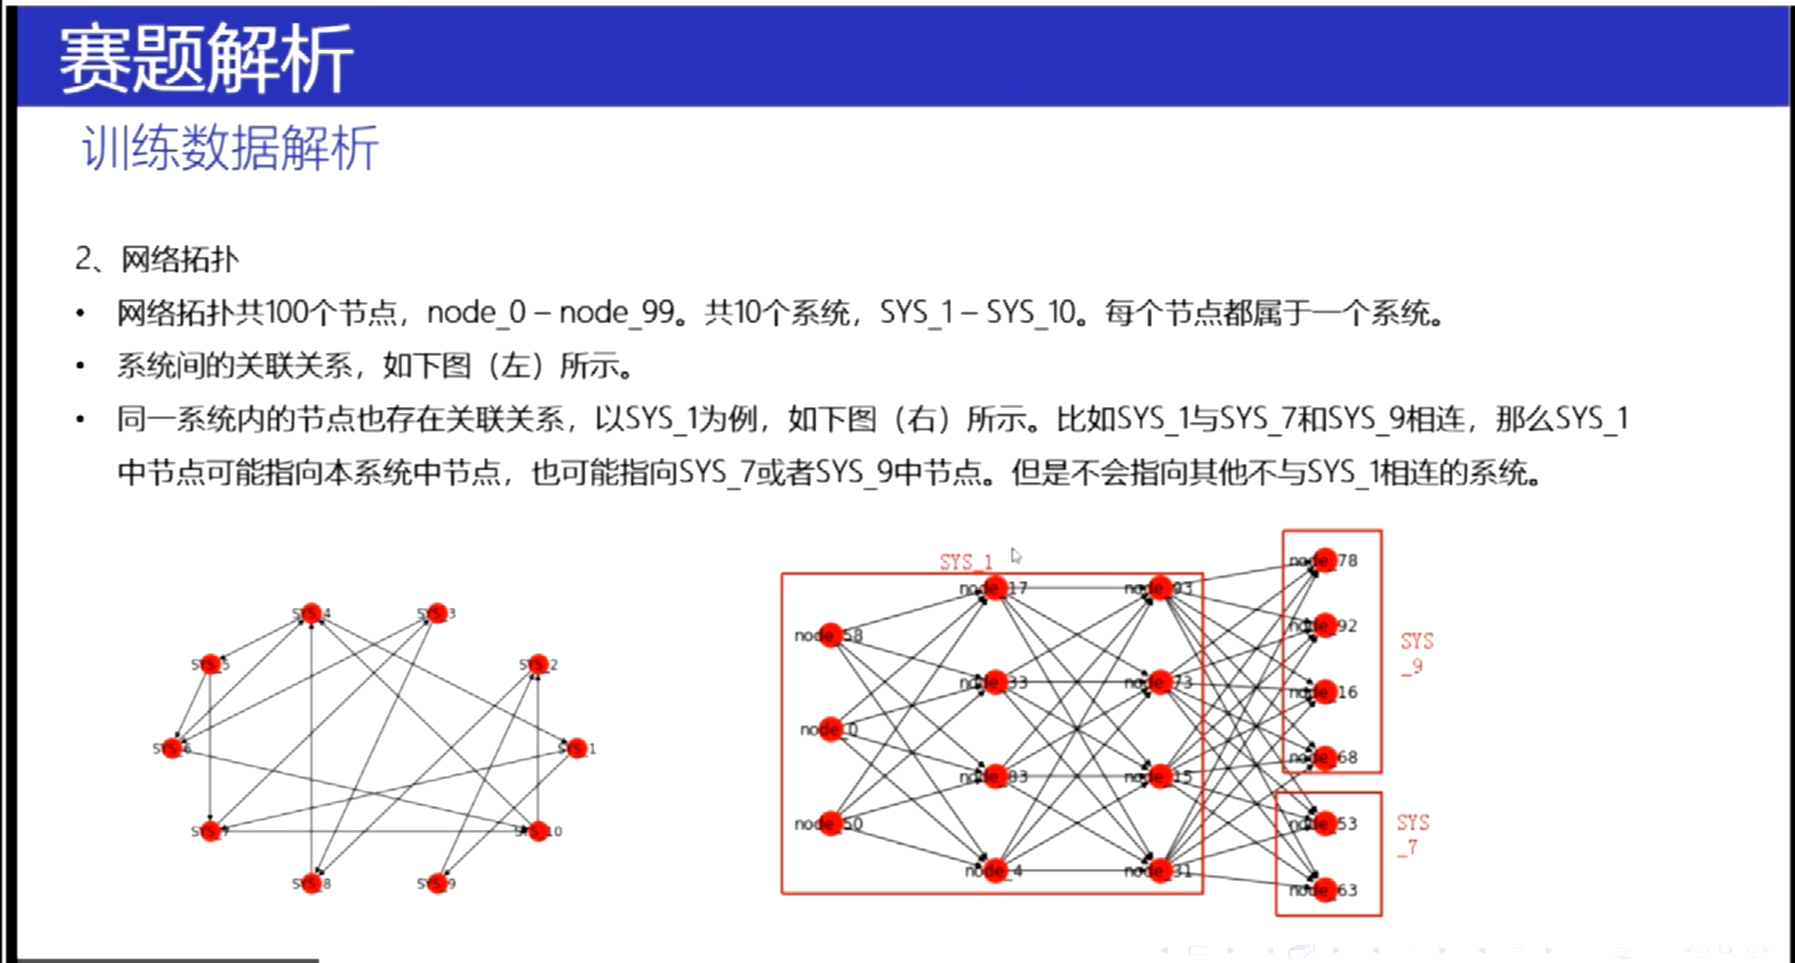 赛题解析
训练数据解析
2、网络拓扑
• 网络拓扑共100个节点，node_0 – node_99。共10个系统，SYS_1 – SYS_10。每个节点都属于一个系统。
• 系统间的关联关系，如下图（左）所示。
• 同一系统内的节点也存在关联关系，以SYS_1为例，如下图（右）所示。比如SYS_1与SYS_7和SYS_9相连，那么SYS_1
中节点可能指向本系统中节点，也可能指向SYS_7或者SYS_9中节点。但是不会指向其他不与SYS_1相连的系统。
SYS_4
SYS_3
SYS_5
SYS_2
SYS_6
SYS_1
SYS_7
SYS_10
SYS_8
SYS_9
SYS_1
node_17
node_93
node_58
node_33
node_73
node_0
node_83
node_15
node_50
node_4
node_31
node_78
node_92
node_16
node_68
SYS
_9
node_53
node_63
SYS
_7